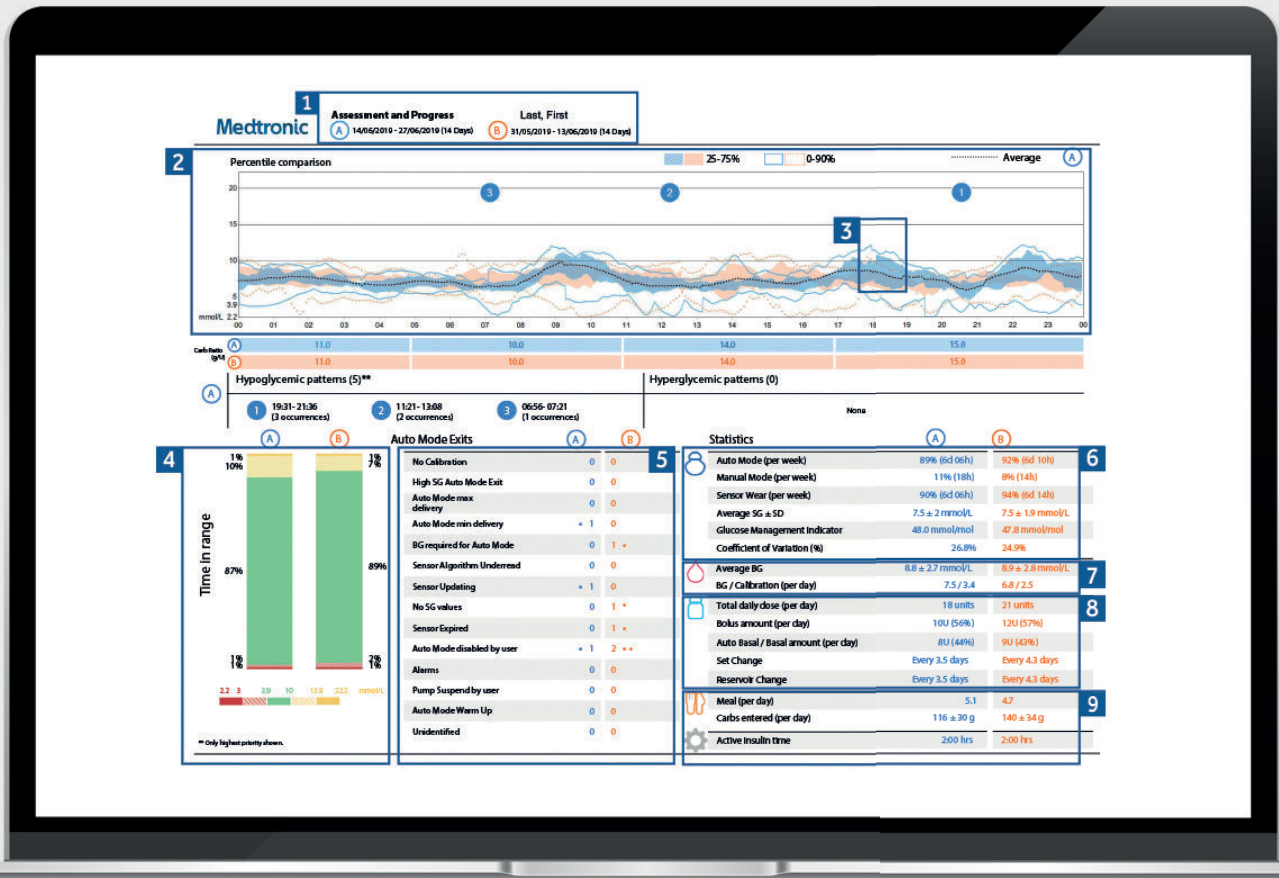 1
Medtronic
Assessment and Progress Last, First
A 14/06/2019 - 27/06/2019 (14 Days) B 31/05/2019 - 13/06/2019 (14 Days)
2
Percentile comparison 25-75% 0-90% Average A
20
3 2 1
15
3
10
5
3.9
mmol/L 2.2
00 01 02 03 04 05 06 07 08 09 10 11 12 13 14 15 16 17 18 19 20 21 22 23 00
Carb Ratio (g/U)
A 11.0 10.0 14.0 15.0
B 11.0 10.0 14.0 15.0
A
Hypoglycemic patterns (5)** Hyperglycemic patterns (0)
1 19:31- 21:36 (3 occurrences)
2 11:21- 13:08 (2 occurrences)
3 06:56- 07:21 (1 occurrences)
None
4
A B
1% 1%
10% 7%
Time in range
87% 89%
1% 2%
1% 1%
2.2 3 3.9 10 13.9 22.2 mmol/L
** Only highest priority shown.
Auto Mode Exits A B
5
No Calibration 0 0
High SG Auto Mode Exit 0 0
Auto Mode max
delivery 0 0
Auto Mode min delivery 1 0
BG required for Auto Mode 0 1
Sensor Algorithm Underread 0 0
Sensor Updating 1 0
No SG values 0 1
Sensor Expired 0 1
Auto Mode disabled by user 1 2
Alarms 0 0
Pump Suspend by user 0 0
Auto Mode Warm Up 0 0
Unidentified 0 0
Statistics A B
6
Auto Mode (per week) 89% (6d 06h) 92% (6d 10h)
Manual Mode (per week) 11% (18h) 8% (14h)
Sensor Wear (per week) 90% (6d 06h) 94% (6d 14h)
Average SG ± SD 7.5 ± 2 mmol/L 7.5 ± 1.9 mmol/L
Glucose Management Indicator 48.0 mmol/mol 47.8 mmol/mol
Coefficient of Variation (%) 26.8% 24.9%
7
Average BG 8.8 ± 2.7 mmol/L 8.9 ± 2.8 mmol/L
BG / Calibration (per day) 7.5 / 3.4 6.8 / 2.5
8
Total daily dose (per day) 18 units 21 units
Bolus amount (per day) 10U (56%) 12U (57%)
Auto Basal / Basal amount (per day) 8U (44%) 9U (43%)
Set Change Every 3.5 days Every 4.3 days
Reservoir Change Every 3.5 days Every 4.3 days
9
Meal (per day) 5.1 4.7
Carbs entered (per day) 116 ± 30 g 140 ± 34 g
Active Insulin time 2:00 hrs 2:00 hrs